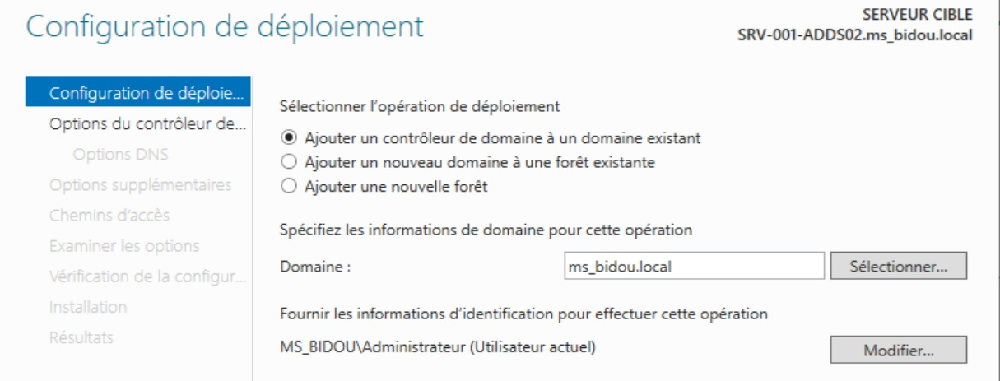 Configuration de déploiement
SERVEUR CIBLE
SRV-001-ADDS02.ms_bidou.local
Configuration de déploie...
Options du contrôleur de...
Options DNS
Options supplémentaires
Chemins d'accès
Examiner les options
Vérification de la configur...
Installation
Résultats
Sélectionner l'opération de déploiement
Ajouter un contrôleur de domaine à un domaine existant
Ajouter un nouveau domaine à une forêt existante
Ajouter une nouvelle forêt
Spécifiez les informations de domaine pour cette opération
Domaine : ms_bidou.local Sélectionner...
Fournir les informations d'identification pour effectuer cette opération
MS_BIDOU\Administrateur (Utilisateur actuel) Modifier...